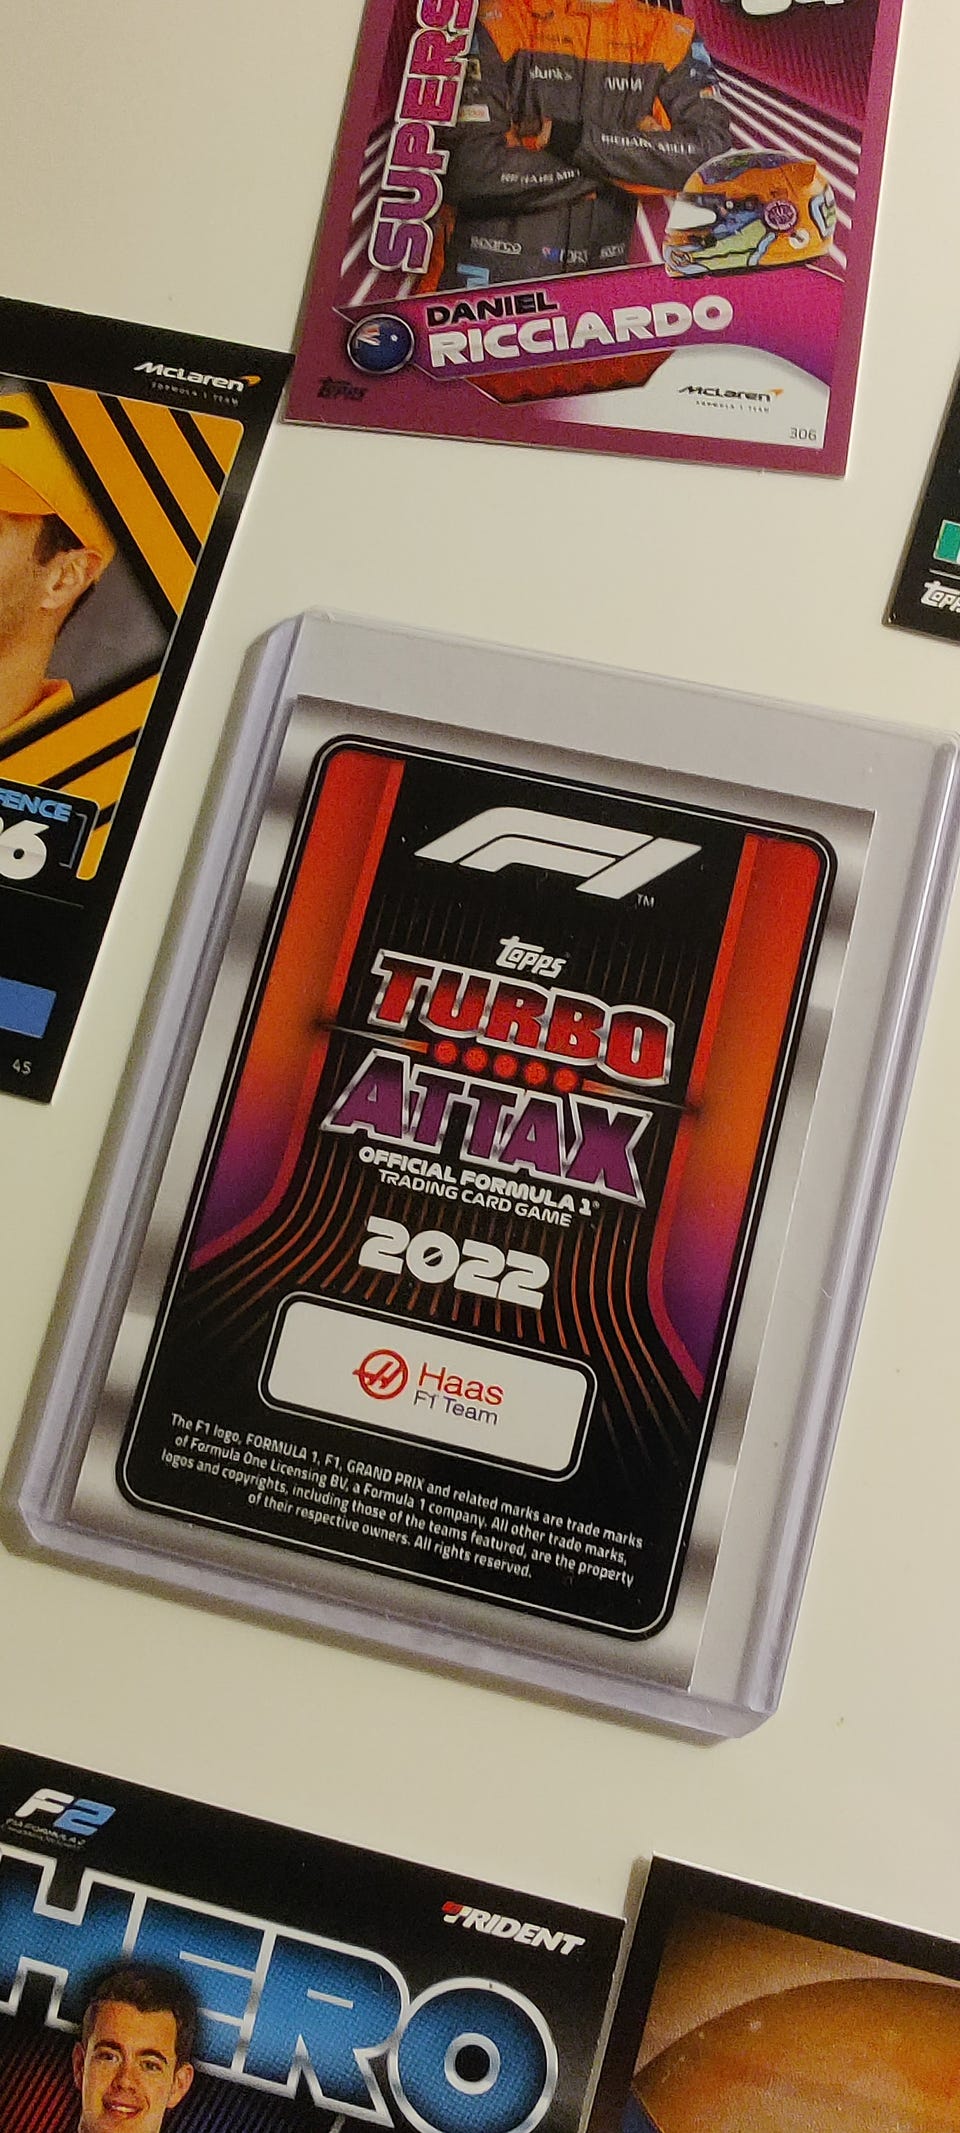 SUPERS
DANIEL
RICCIARDO
Topps
McLaren
FORMULA 1 TEAM
306
McLaren
FORMULA 1 TEAM
45
Topps
F1
TM
Topps
TURBO
ATTAX
OFFICIAL FORMULA 1®
TRADING CARD GAME
2022
Haas
F1 Team
The F1 logo, FORMULA 1, F1, GRAND PRIX and related marks are trade marks
of Formula One Licensing BV, a Formula 1 company. All other trade marks,
logos and copyrights, including those of the teams featured, are the property
of their respective owners. All rights reserved.
F2
TRIDENT
HERO